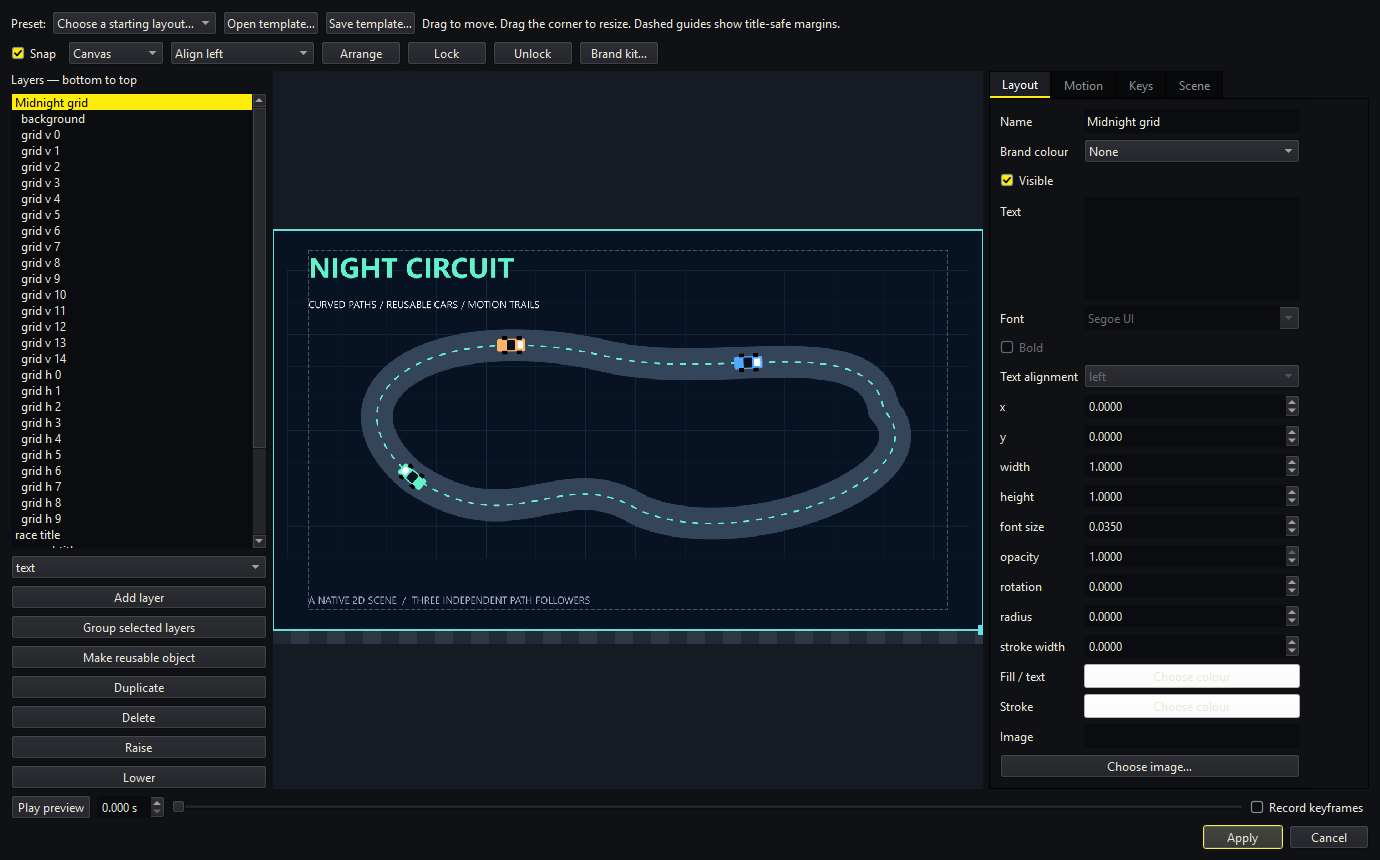 Preset: Choose a starting layout... Open template... Save template... Drag to move. Drag the corner to resize. Dashed guides show title-safe margins.
Snap Canvas Align left Arrange Lock Unlock Brand kit...
Layers — bottom to top
Midnight grid
background
grid v 0
grid v 1
grid v 2
grid v 3
grid v 4
grid v 5
grid v 6
grid v 7
grid v 8
grid v 9
grid v 10
grid v 11
grid v 12
grid v 13
grid v 14
grid h 0
grid h 1
grid h 2
grid h 3
grid h 4
grid h 5
grid h 6
grid h 7
grid h 8
grid h 9
race title
text
Add layer
Group selected layers
Make reusable object
Duplicate
Delete
Raise
Lower
NIGHT CIRCUIT
CURVED PATHS / REUSABLE CARS / MOTION TRAILS
A NATIVE 2D SCENE / THREE INDEPENDENT PATH FOLLOWERS
Layout Motion Keys Scene
Name Midnight grid
Brand colour None
Visible
Text
Font Segoe UI
Bold
Text alignment left
x 0.0000
y 0.0000
width 1.0000
height 1.0000
font size 0.0350
opacity 1.0000
rotation 0.0000
radius 0.0000
stroke width 0.0000
Fill / text Choose colour
Stroke Choose colour
Image
Choose image...
Play preview 0.000 s Record keyframes
Apply Cancel